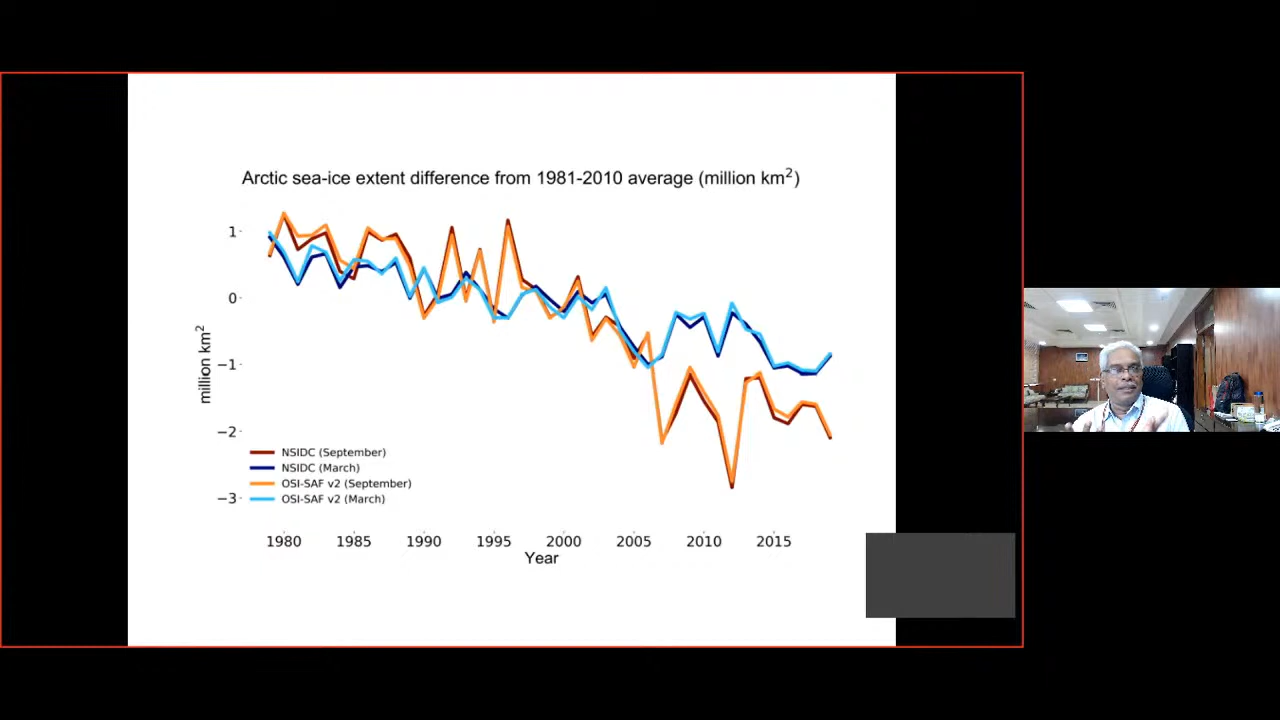 Arctic sea-ice extent difference from 1981-2010 average (million km²)
1
0
−1
−2
−3
million km²
NSIDC (September)
NSIDC (March)
OSI-SAF v2 (September)
OSI-SAF v2 (March)
1980 1985 1990 1995 2000 2005 2010 2015
Year